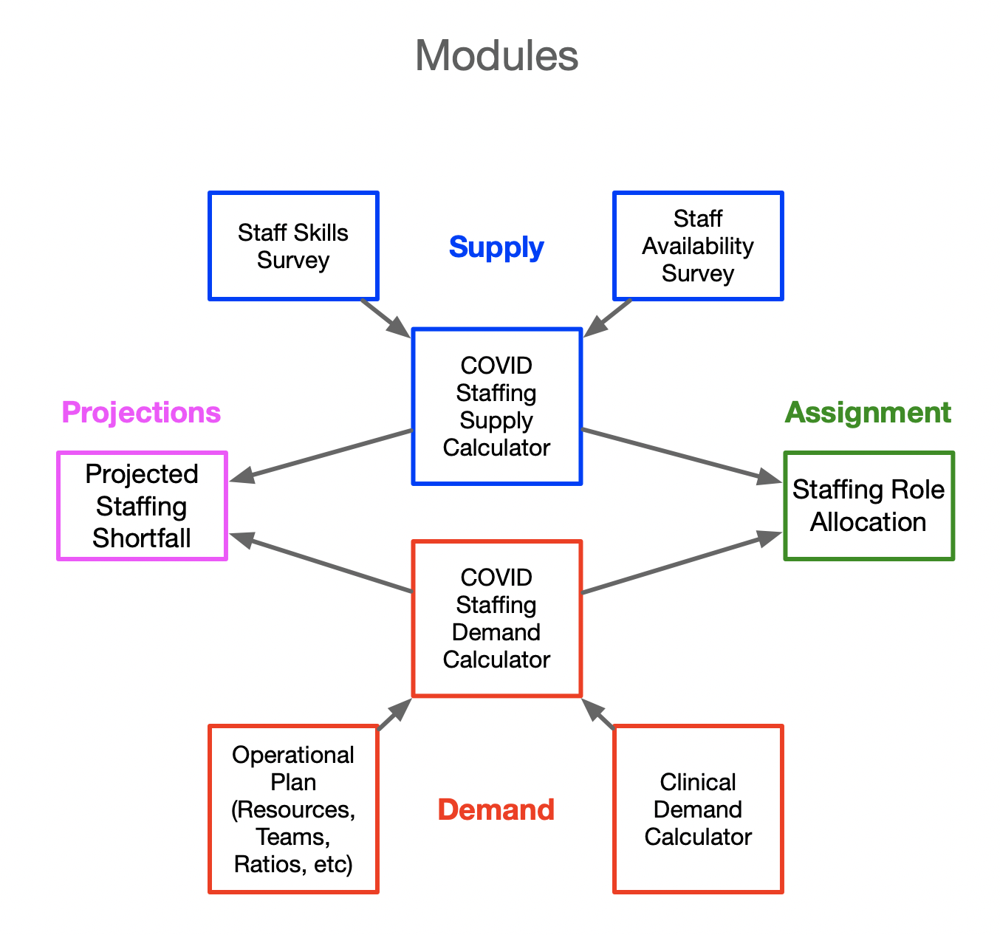 Modules
Staff Skills
Survey
Supply
Staff
Availability
Survey
COVID
Staffing
Supply
Calculator
Projections
Projected
Staffing
Shortfall
Assignment
Staffing Role
Allocation
COVID
Staffing
Demand
Calculator
Operational
Plan
(Resources,
Teams,
Ratios, etc)
Demand
Clinical
Demand
Calculator